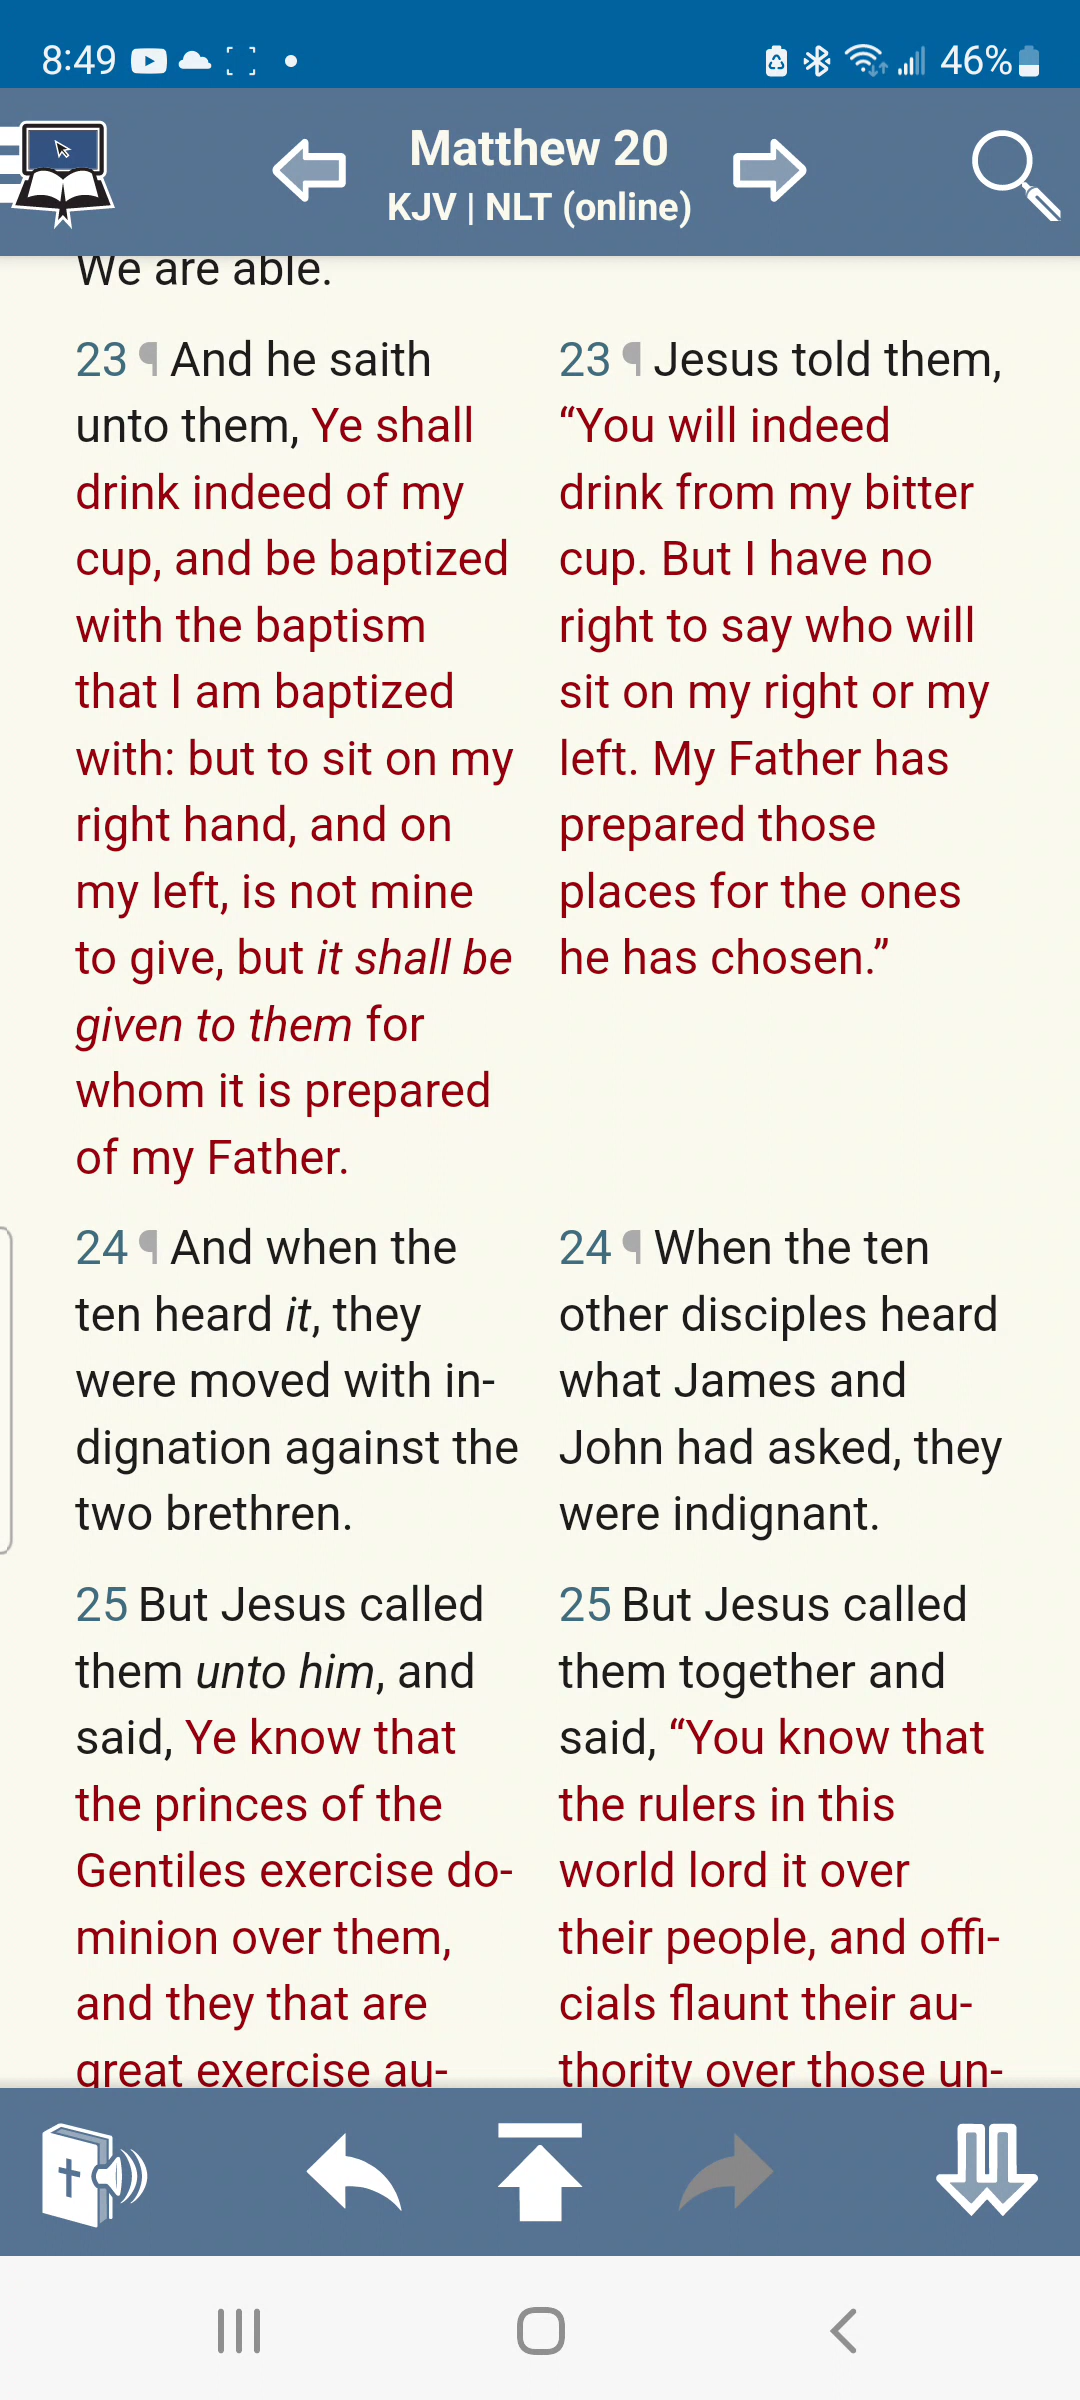 8:49
46%
Matthew 20
KJV | NLT (online)
We are able.
23 ¶ And he saith
unto them, Ye shall
drink indeed of my
cup, and be baptized
with the baptism
that I am baptized
with: but to sit on my
right hand, and on
my left, is not mine
to give, but it shall be
given to them for
whom it is prepared
of my Father.
24 ¶ And when the
ten heard it, they
were moved with in-
dignation against the
two brethren.
25 But Jesus called
them unto him, and
said, Ye know that
the princes of the
Gentiles exercise do-
minion over them,
and they that are
great exercise au-
23 ¶ Jesus told them,
“You will indeed
drink from my bitter
cup. But I have no
right to say who will
sit on my right or my
left. My Father has
prepared those
places for the ones
he has chosen.”
24 ¶ When the ten
other disciples heard
what James and
John had asked, they
were indignant.
25 But Jesus called
them together and
said, “You know that
the rulers in this
world lord it over
their people, and offi-
cials flaunt their au-
thority over those un-